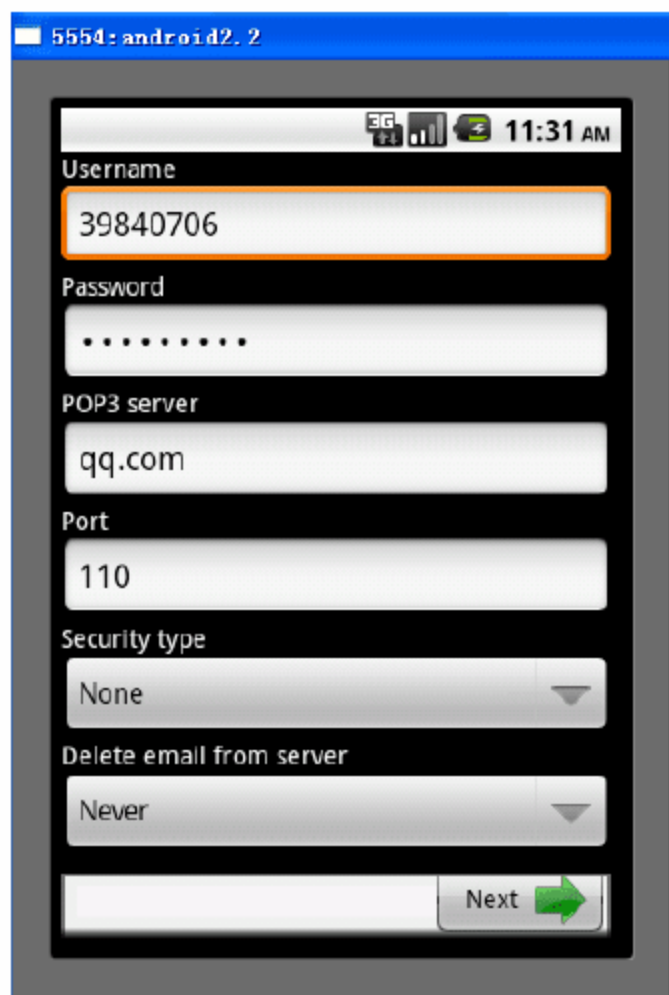 5554:android2.2
3G 11:31 AM
Username
39840706
Password
•••••••••
POP3 server
qq.com
Port
110
Security type
None
Delete email from server
Never
Next